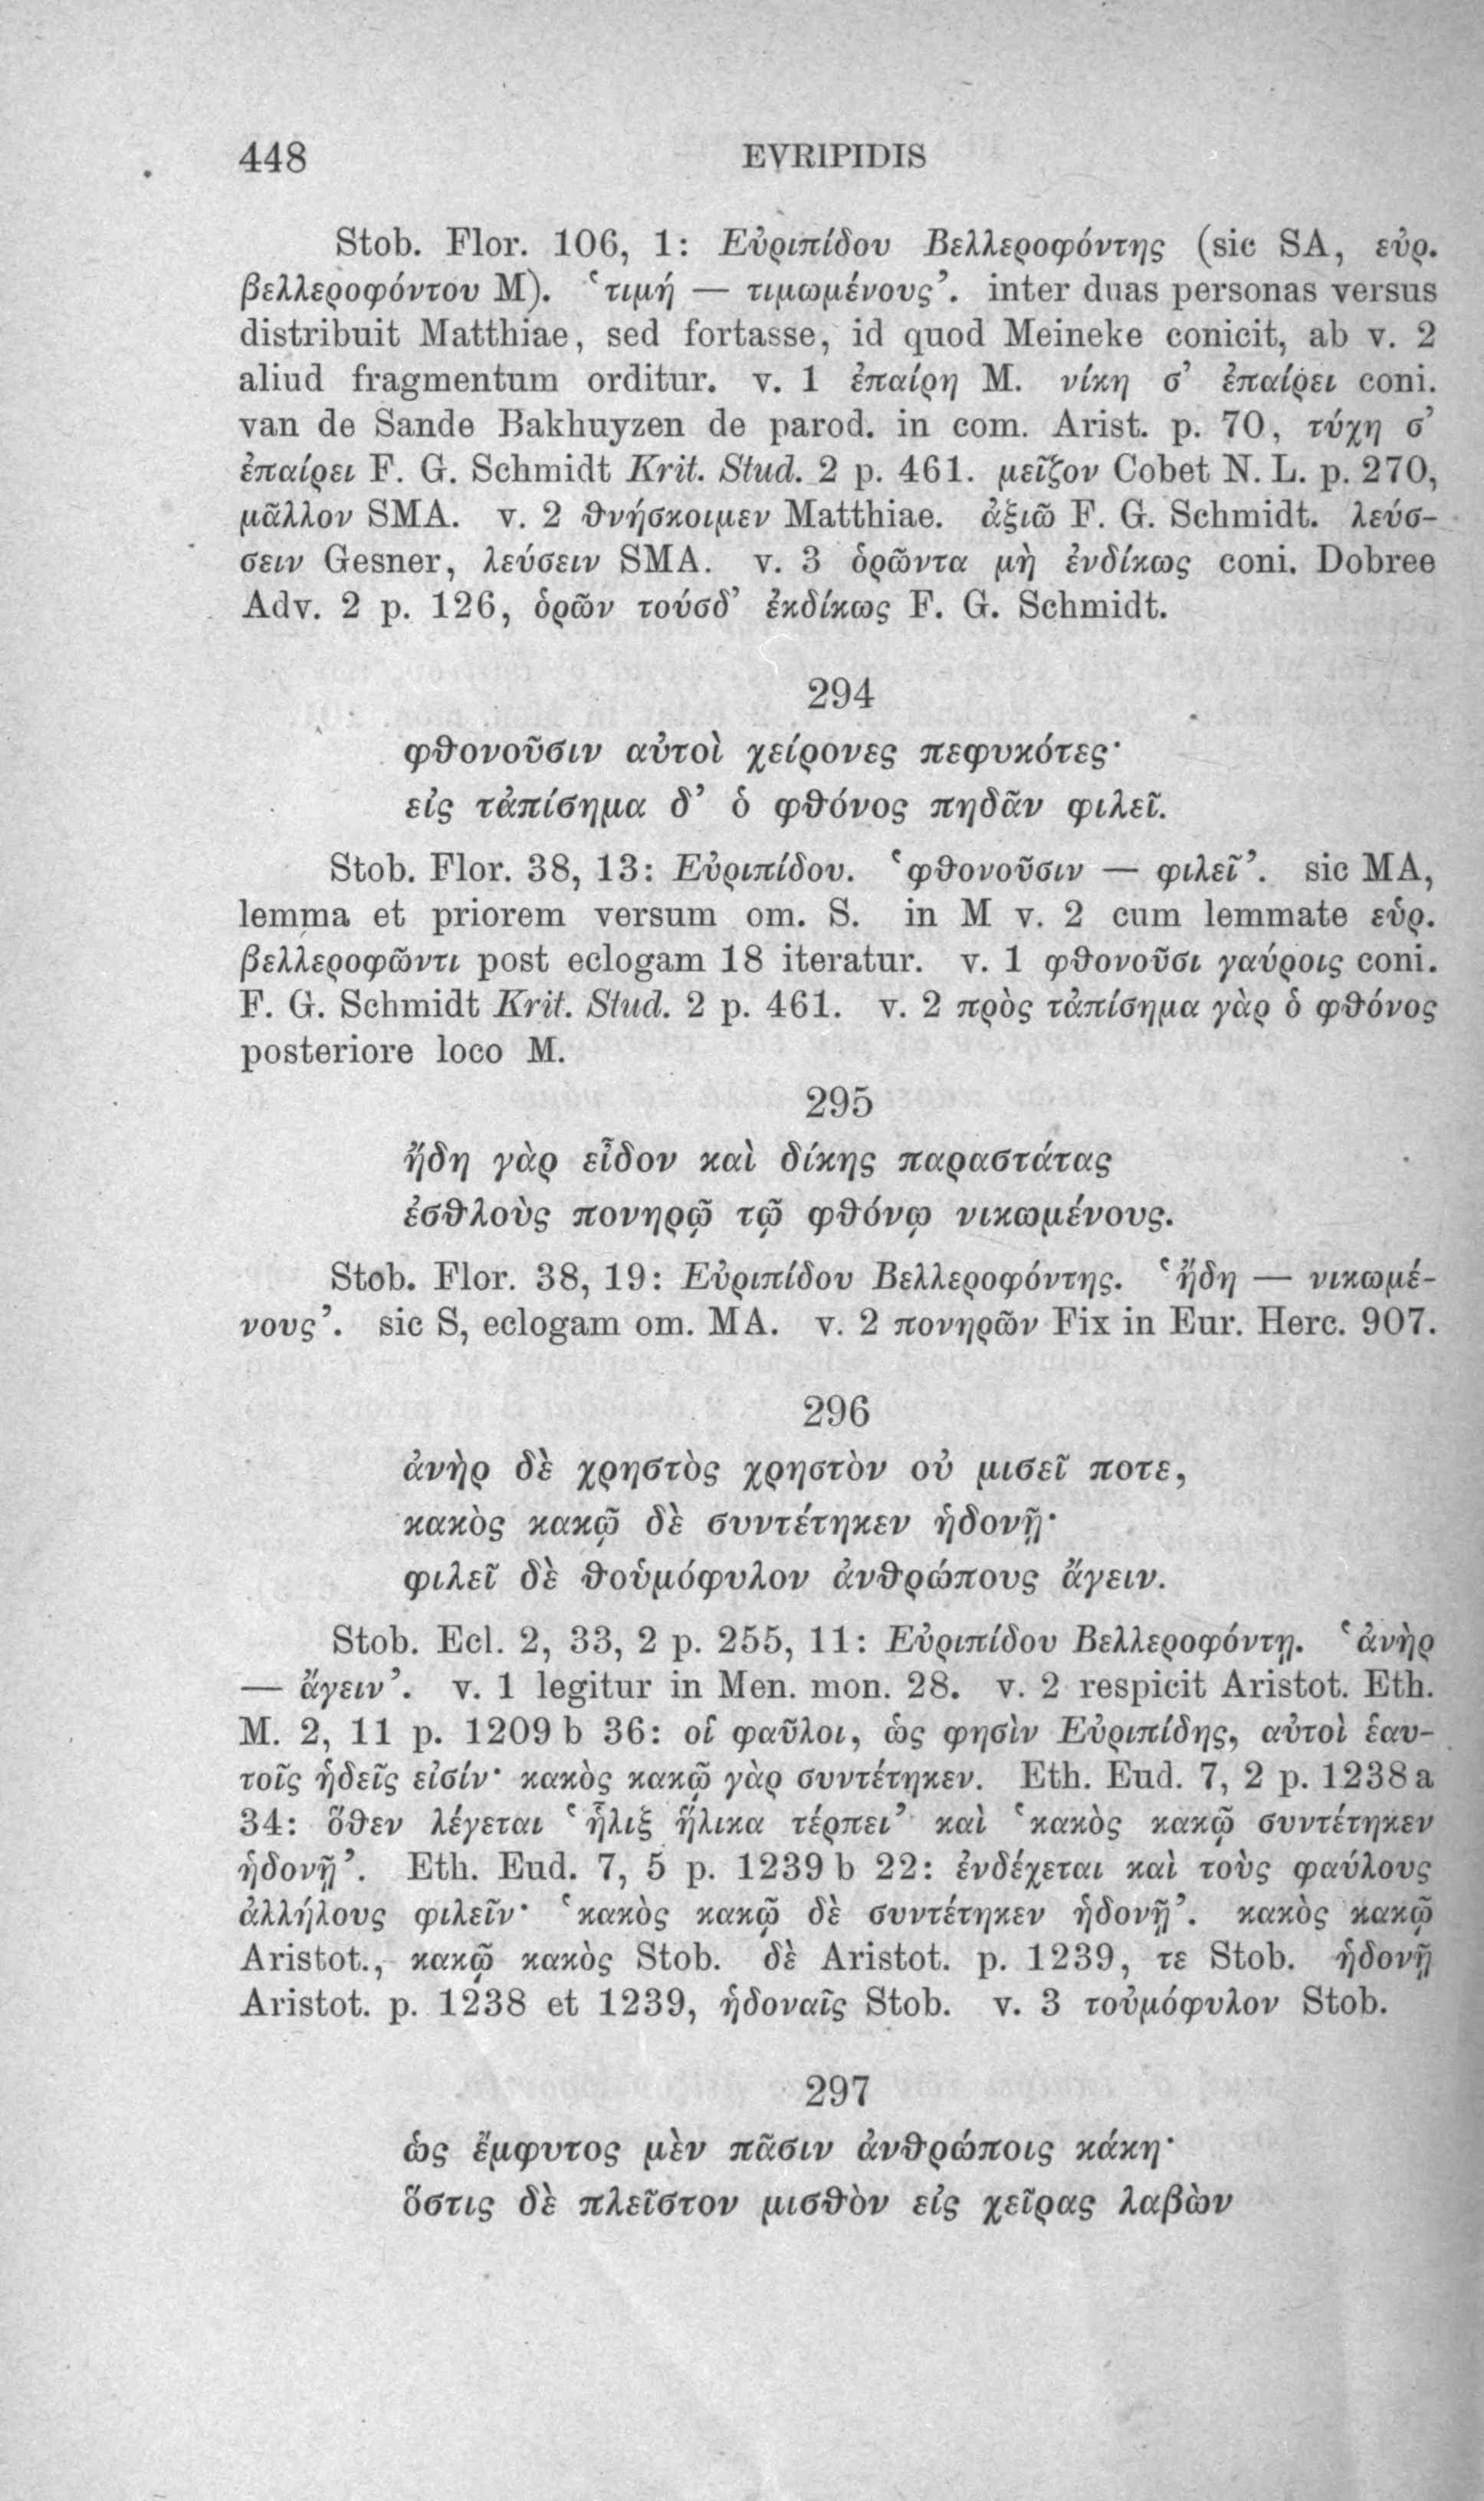 448 EVRIPIDIS
Stob. Flor. 106, 1: Εὐριπίδου Βελλεροφόντης (sic SA, εὐρ.
βελλεροφόντου M). ‘τιμή — τιμωμένους’. inter duas personas versus
distribuit Matthiae, sed fortasse, id quod Meineke conicit, ab v. 2
aliud fragmentum orditur. v. 1 ἐπαίρη M. νίκη σ’ ἐπαίρει coni.
van de Sande Bakhuyzen de parod. in com. Arist. p. 70, τύχη σ’
ἐπαίρει F. G. Schmidt Krit. Stud. 2 p. 461. μεῖζον Cobet N. L. p. 270,
μᾶλλον SMA. v. 2 θνήσκοιμεν Matthiae. ἀξιῶ F. G. Schmidt. λεύσ-
σειν Gesner, λεύσειν SMA. v. 3 ὁρῶντα μὴ ἐνδίκως coni. Dobree
Adv. 2 p. 126, ὁρῶν τούσδ’ ἐκδίκως F. G. Schmidt.
294
φθονοῦσιν αὐτοὶ χείρονες πεφυκότες·
εἰς τἀπίσημα δ’ ὁ φθόνος πηδᾶν φιλεῖ.
Stob. Flor. 38, 13: Εὐριπίδου. ‘φθονοῦσιν — φιλεῖ’. sic MA,
lemma et priorem versum om. S. in M v. 2 cum lemmate εὐρ.
βελλεροφῶντι post eclogam 18 iteratur. v. 1 φθονοῦσι γαύροις coni.
F. G. Schmidt Krit. Stud. 2 p. 461. v. 2 πρὸς τἀπίσημα γὰρ ὁ φθόνος
posteriore loco M.
295
ἤδη γὰρ εἶδον καὶ δίκης παραστάτας
ἐσθλοὺς πονηρῷ τῷ φθόνῳ νικωμένους.
Stob. Flor. 38, 19: Εὐριπίδου Βελλεροφόντης. ‘ἤδη — νικωμέ-
νους’. sic S, eclogam om. MA. v. 2 πονηρῶν Fix in Eur. Herc. 907.
296
ἀνὴρ δὲ χρηστὸς χρηστὸν οὐ μισεῖ ποτε,
κακὸς κακῷ δὲ συντέτηκεν ἡδονῇ·
φιλεῖ δὲ θοὐμόφυλον ἀνθρώπους ἄγειν.
Stob. Ecl. 2, 33, 2 p. 255, 11: Εὐριπίδου Βελλεροφόντῃ. ‘ἀνὴρ
— ἄγειν’. v. 1 legitur in Men. mon. 28. v. 2 respicit Aristot. Eth.
M. 2, 11 p. 1209 b 36: οἱ φαῦλοι, ὥς φησὶν Εὐριπίδης, αὐτοὶ ἑαυ-
τοῖς ἡδεῖς εἰσίν· κακὸς κακῷ γὰρ συντέτηκεν. Eth. Eud. 7, 2 p. 1238 a
34: ὅθεν λέγεται ‘ἧλιξ ἥλικα τέρπει’ καὶ ‘κακὸς κακῷ συντέτηκεν
ἡδονῇ’. Eth. Eud. 7, 5 p. 1239 b 22: ἐνδέχεται καὶ τοὺς φαύλους
ἀλλήλους φιλεῖν· ‘κακὸς κακῷ δὲ συντέτηκεν ἡδονῇ’. κακὸς κακῷ
Aristot., κακῷ κακὸς Stob. δὲ Aristot. p. 1239, τε Stob. ἡδονῇ
Aristot. p. 1238 et 1239, ἡδοναῖς Stob. v. 3 τοὐμόφυλον Stob.
297
ὡς ἔμφυτος μὲν πᾶσιν ἀνθρώποις κάκη·
ὅστις δὲ πλεῖστον μισθὸν εἰς χεῖρας λαβὼν